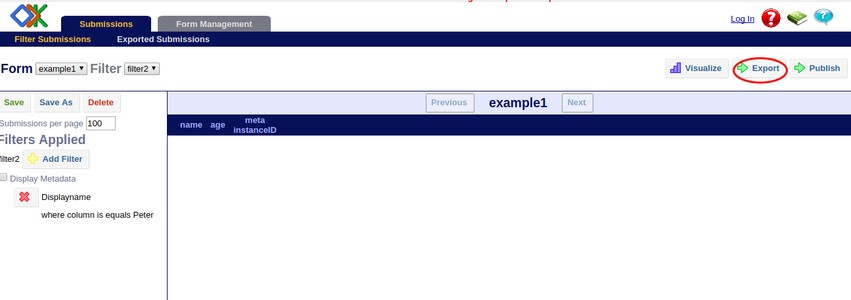 Submissions Form Management
Log In
Filter Submissions Exported Submissions
Form example1 Filter filter2
Visualize Export Publish
Save Save As Delete
Previous example1 Next
Submissions per page 100
name age meta instanceID
Filters Applied
filter2 Add Filter
Display Metadata
Displayname
where column is equals Peter